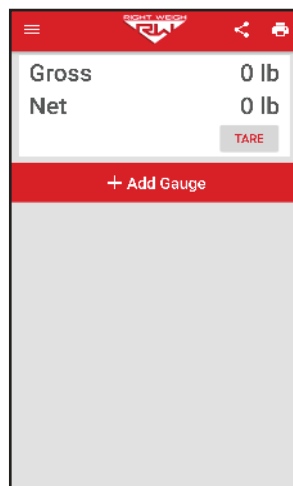 RIGHT WEIGH
RW
Gross 0 lb
Net 0 lb
TARE
+ Add Gauge